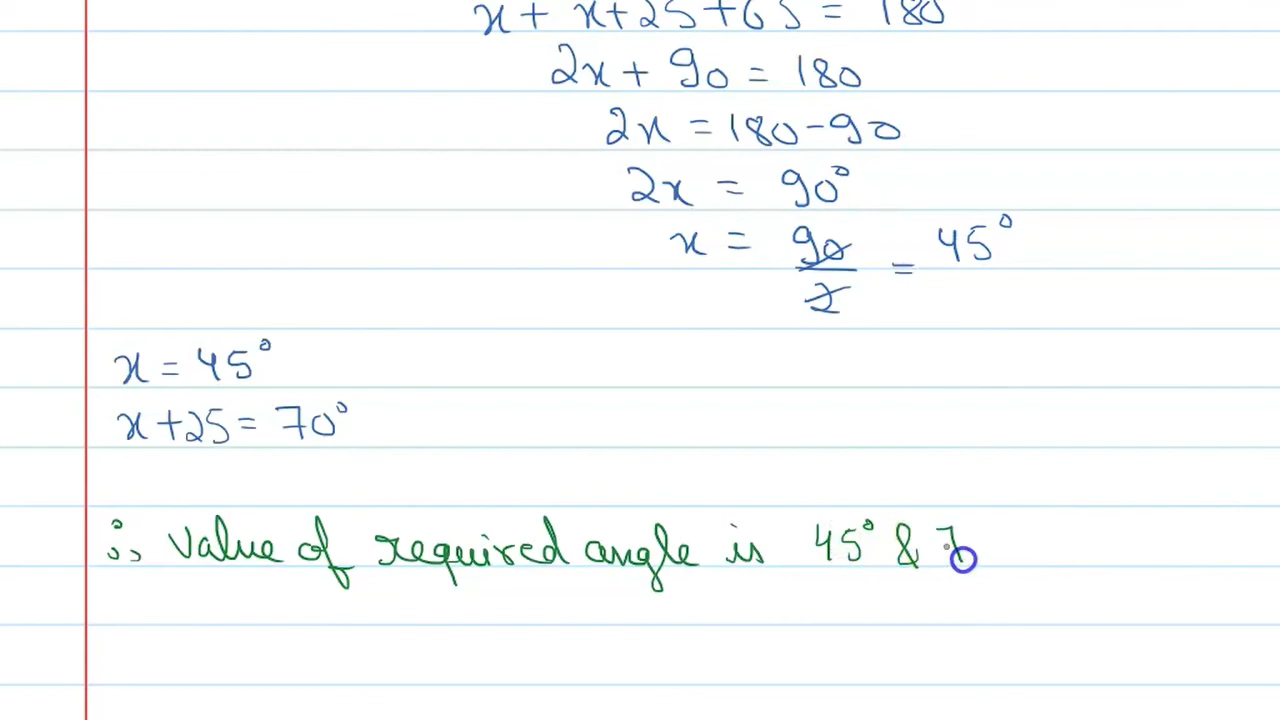 x + x+25+65 = 180
2x + 90 = 180
2x = 180-90
2x = 90°
x = 90/2 = 45°
x = 45°
x+25 = 70°
∴ Value of required angle is 45° & 7